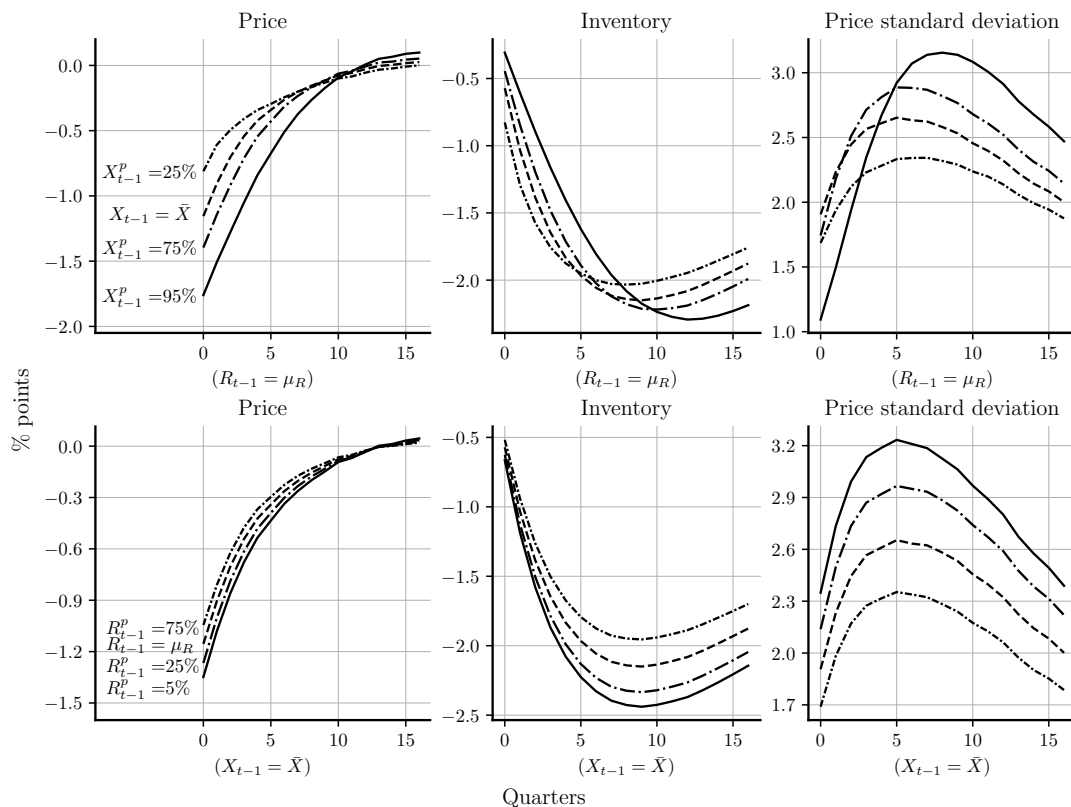 Price
Inventory
Price standard deviation
0.0
−0.5
−1.0
−1.5
−2.0
X^p_{t−1} =25%
X_{t−1} = X̄
X^p_{t−1} =75%
X^p_{t−1} =95%
0 5 10 15
(R_{t−1} = μ_R)
−0.5
−1.0
−1.5
−2.0
0 5 10 15
(R_{t−1} = μ_R)
3.0
2.5
2.0
1.5
1.0
0 5 10 15
(R_{t−1} = μ_R)
% points
Price
Inventory
Price standard deviation
0.0
−0.3
−0.6
−0.9
−1.2
−1.5
R^p_{t−1} =75%
R_{t−1} = μ_R
R^p_{t−1} =25%
R^p_{t−1} =5%
0 5 10 15
(X_{t−1} = X̄)
−0.5
−1.0
−1.5
−2.0
−2.5
0 5 10 15
(X_{t−1} = X̄)
3.2
2.9
2.6
2.3
2.0
1.7
0 5 10 15
(X_{t−1} = X̄)
Quarters